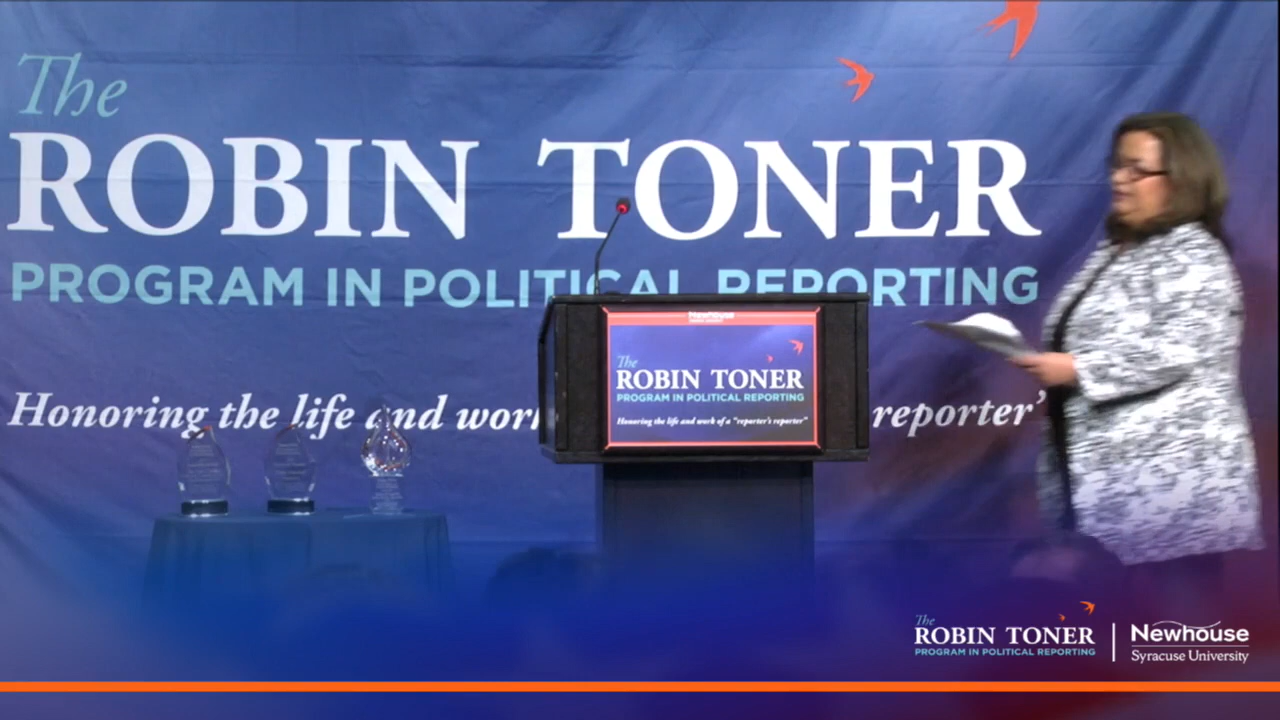 The
ROBIN TONER
PROGRAM IN POLITICAL REPORTING
Honoring the life and work reporter’
Newhouse
The
ROBIN TONER
PROGRAM IN POLITICAL REPORTING
Honoring the life and work of a "reporter's reporter"
The
ROBIN TONER
PROGRAM IN POLITICAL REPORTING
Newhouse
Syracuse University